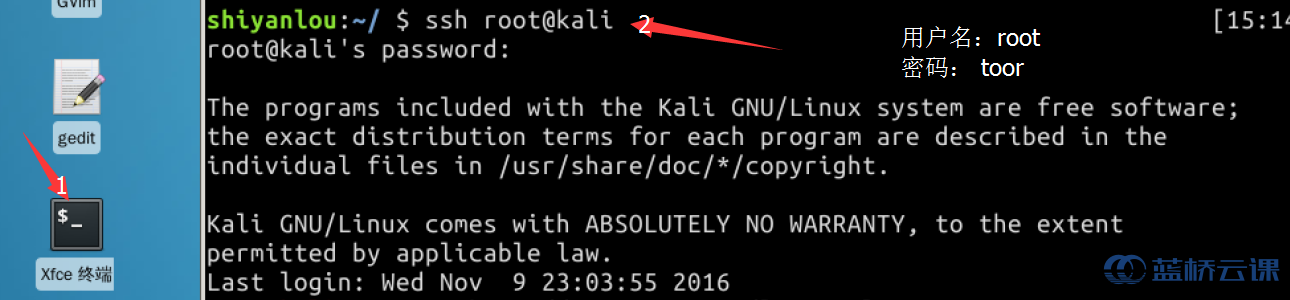 GVim
gedit
1
$_
Xfce 终端
shiyanlou:~/ $ ssh root@kali
2
[15:14
root@kali's password:
用户名：root
密码： toor
The programs included with the Kali GNU/Linux system are free software;
the exact distribution terms for each program are described in the
individual files in /usr/share/doc/*/copyright.
Kali GNU/Linux comes with ABSOLUTELY NO WARRANTY, to the extent
permitted by applicable law.
Last login: Wed Nov  9 23:03:55 2016
蓝桥云课